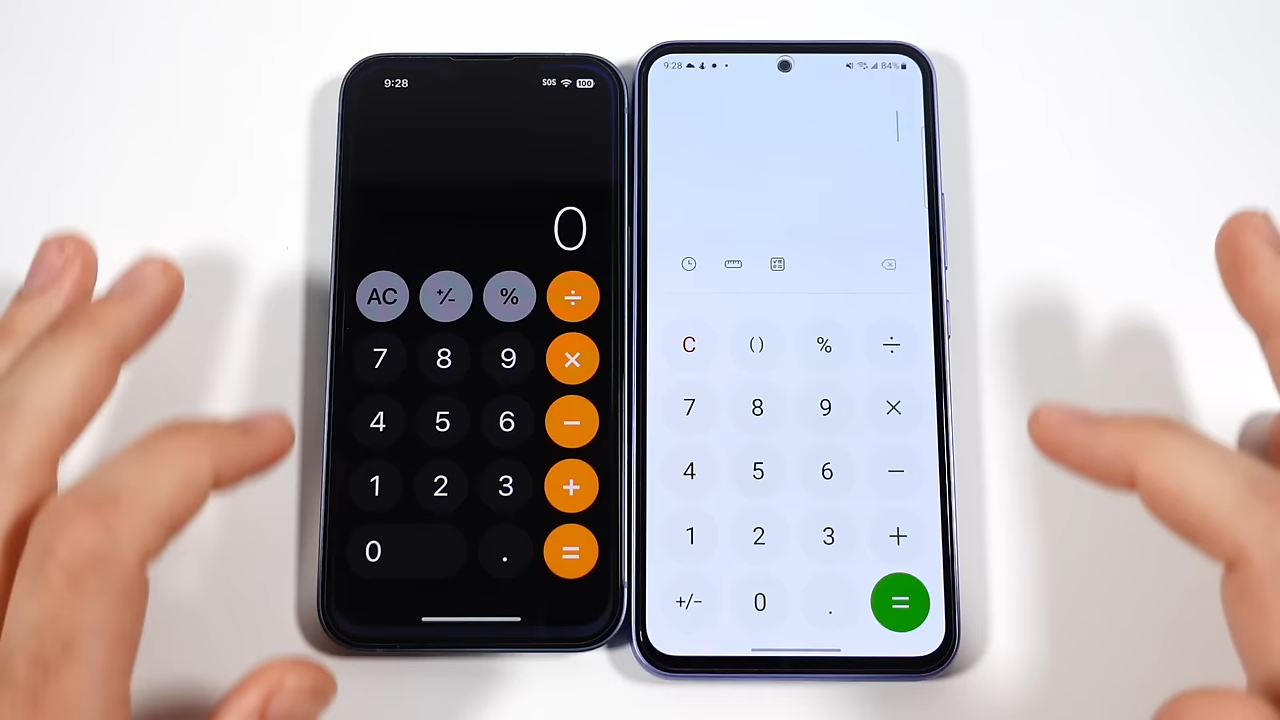 9:28 SOS 100
0
AC +/− % ÷
7 8 9 ×
4 5 6 −
1 2 3 +
0 . =
9:28 84%
C ( ) % ÷
7 8 9 ×
4 5 6 −
1 2 3 +
+/− 0 . =